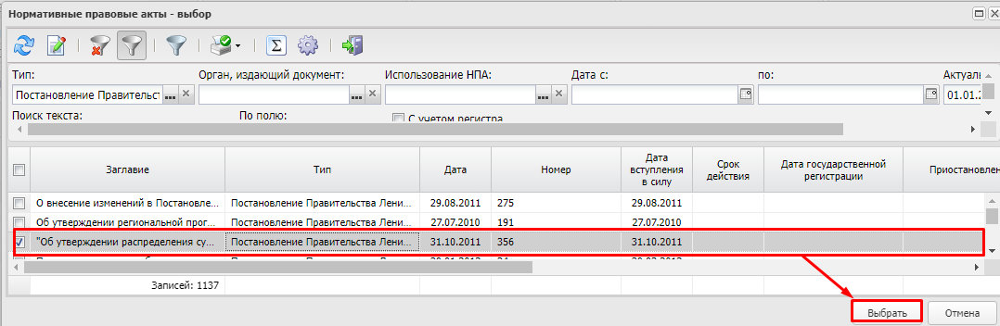 Нормативные правовые акты - выбор
Тип: Орган, издающий документ: Использование НПА: Дата с: по: Актуаль
Постановление Правительст ... ... ... 01.01.2
Поиск текста: По полю: С учетом регистра
Заглавие Тип Дата Номер Дата вступления в силу Срок действия Дата государственной регистрации Приостановлен
О внесение изменений в Постановле... Постановление Правительства Лени... 29.08.2011 275 29.08.2011
Об утверждении региональной прог... Постановление Правительства Лени... 27.07.2010 191 27.07.2010
"Об утверждении распределения су... Постановление Правительства Лени... 31.10.2011 356 31.10.2011
Записей: 1137
Выбрать Отмена